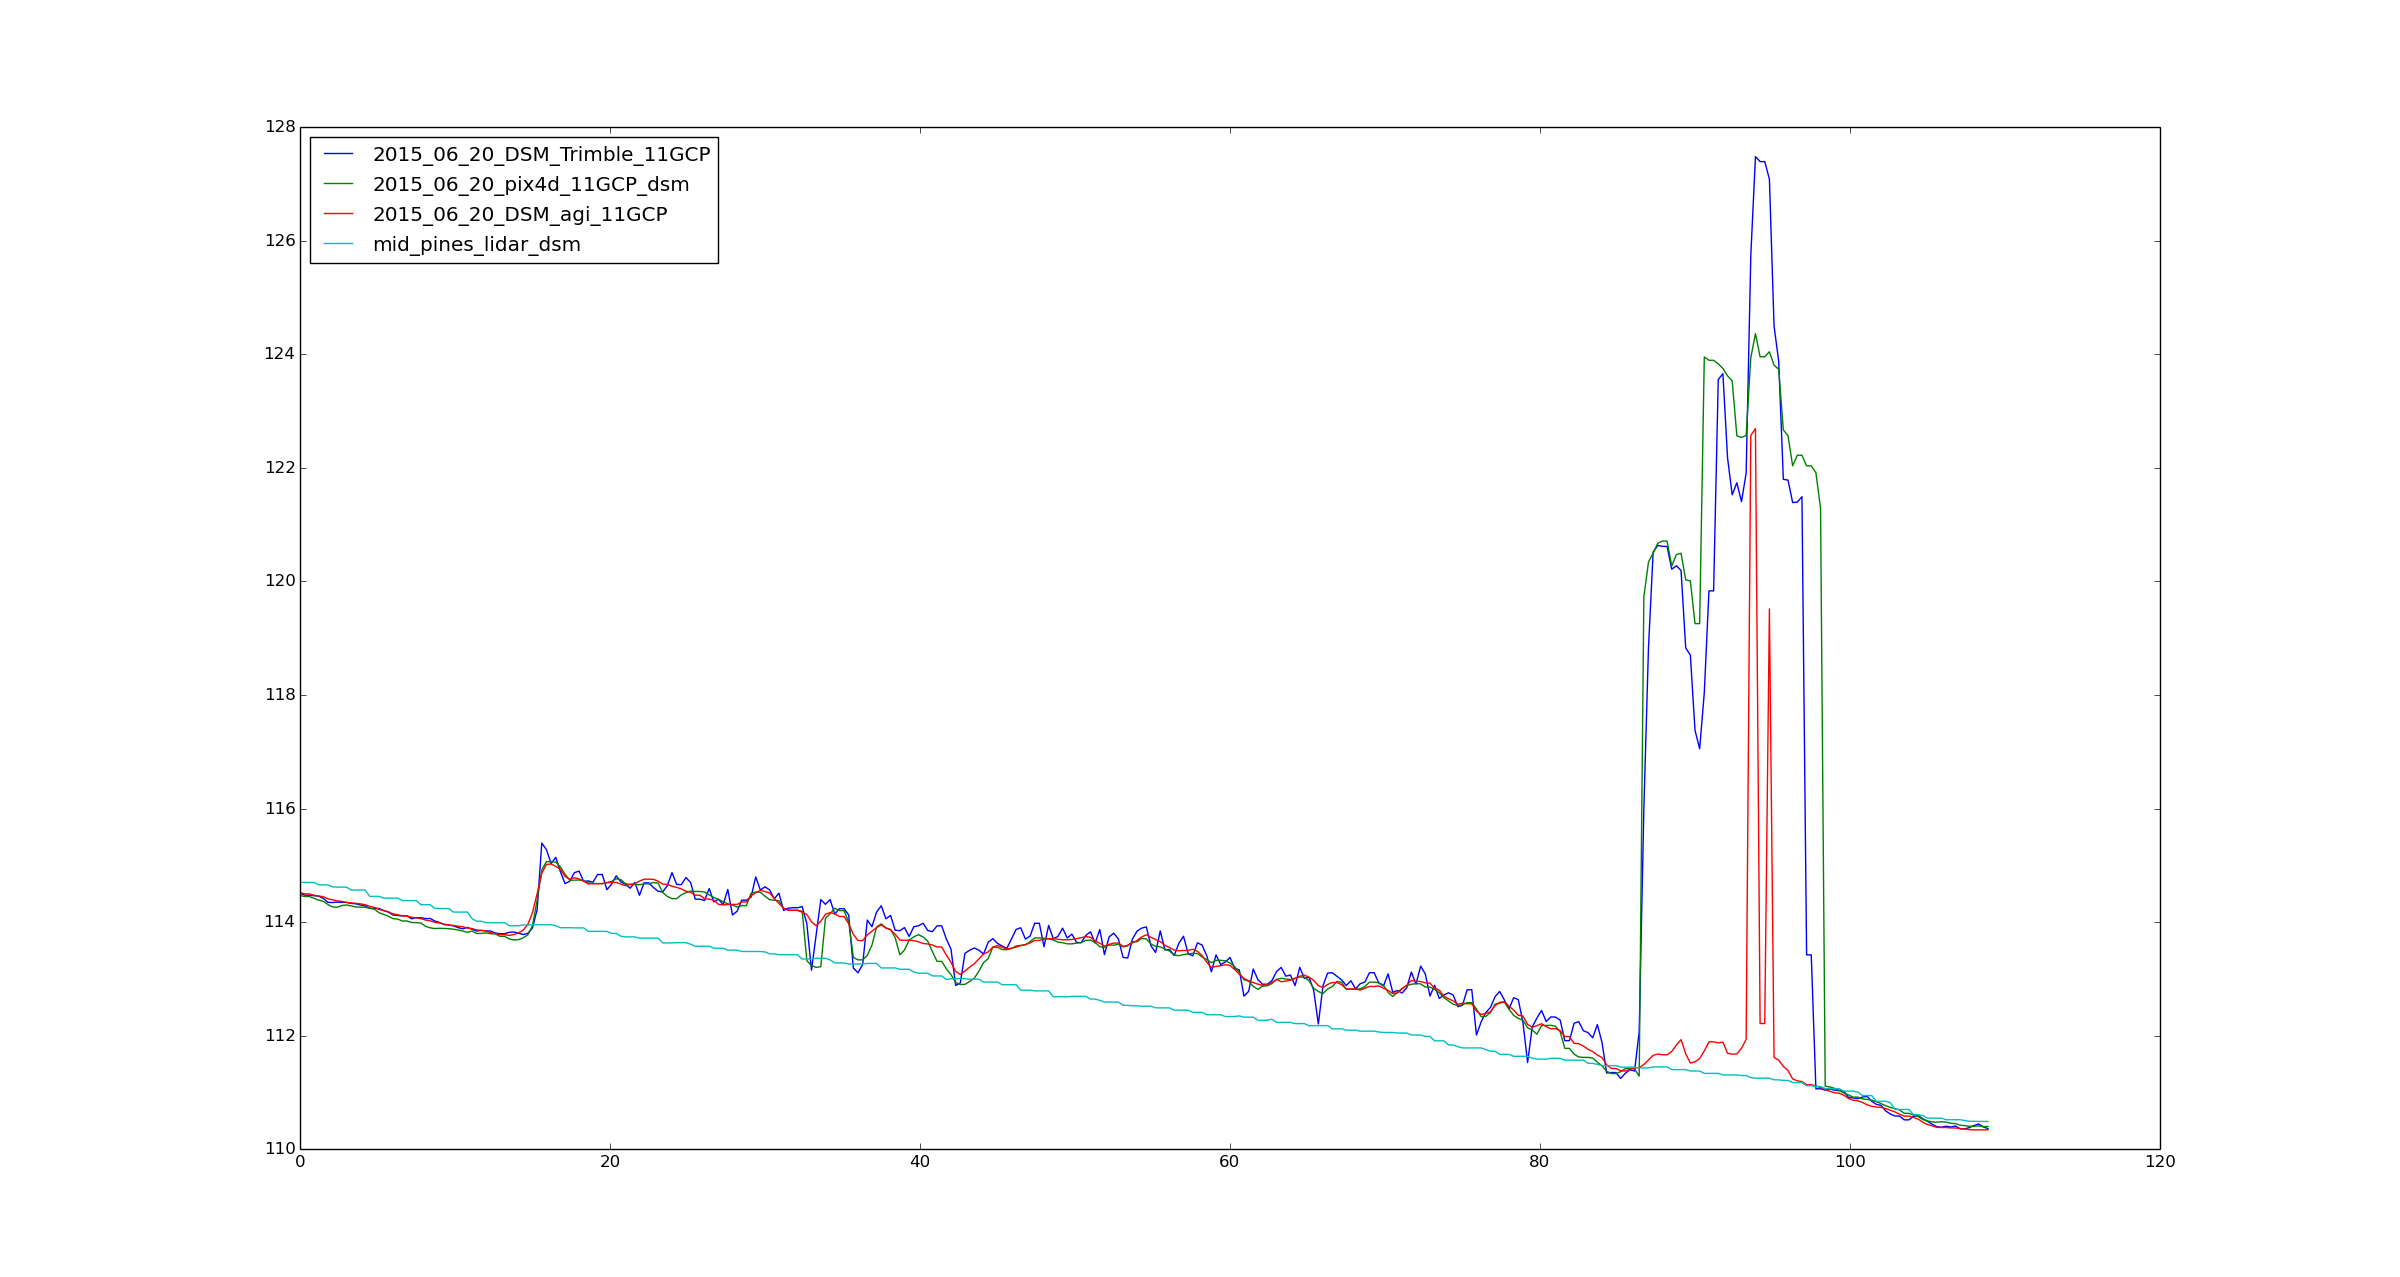 128
126
124
122
120
118
116
114
112
110
2015_06_20_DSM_Trimble_11GCP
2015_06_20_pix4d_11GCP_dsm
2015_06_20_DSM_agi_11GCP
mid_pines_lidar_dsm
0 20 40 60 80 100 120